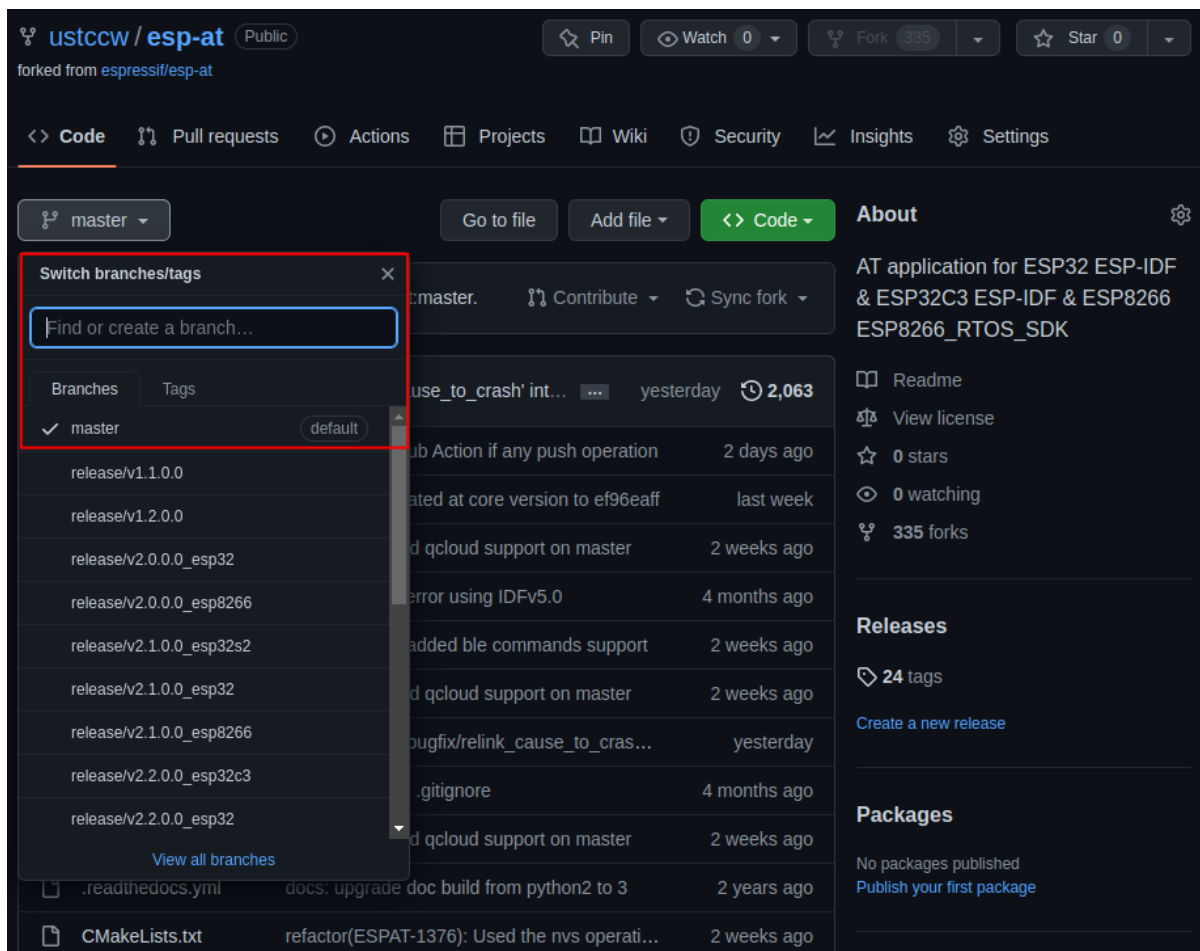 ustccw / esp-at Public
Pin
Watch 0
Fork 335
Star 0
forked from espressif/esp-at
Code
Pull requests
Actions
Projects
Wiki
Security
Insights
Settings
master
Go to file
Add file
Code
Switch branches/tags
Find or create a branch…
Branches
Tags
master default
release/v1.1.0.0
release/v1.2.0.0
release/v2.0.0.0_esp32
release/v2.0.0.0_esp8266
release/v2.1.0.0_esp32s2
release/v2.1.0.0_esp32
release/v2.1.0.0_esp8266
release/v2.2.0.0_esp32c3
release/v2.2.0.0_esp32
View all branches
:master.
Contribute
Sync fork
use_to_crash' int… ... yesterday 2,063
ub Action if any push operation 2 days ago
ated at core version to ef96eaff last week
d qcloud support on master 2 weeks ago
error using IDFv5.0 4 months ago
added ble commands support 2 weeks ago
d qcloud support on master 2 weeks ago
bugfix/relink_cause_to_cras… yesterday
.gitignore 4 months ago
d qcloud support on master 2 weeks ago
.readthedocs.yml docs: upgrade doc build from python2 to 3 2 years ago
CMakeLists.txt refactor(ESPAT-1376): Used the nvs operati… 2 weeks ago
About
AT application for ESP32 ESP-IDF
& ESP32C3 ESP-IDF & ESP8266
ESP8266_RTOS_SDK
Readme
View license
0 stars
0 watching
335 forks
Releases
24 tags
Create a new release
Packages
No packages published
Publish your first package